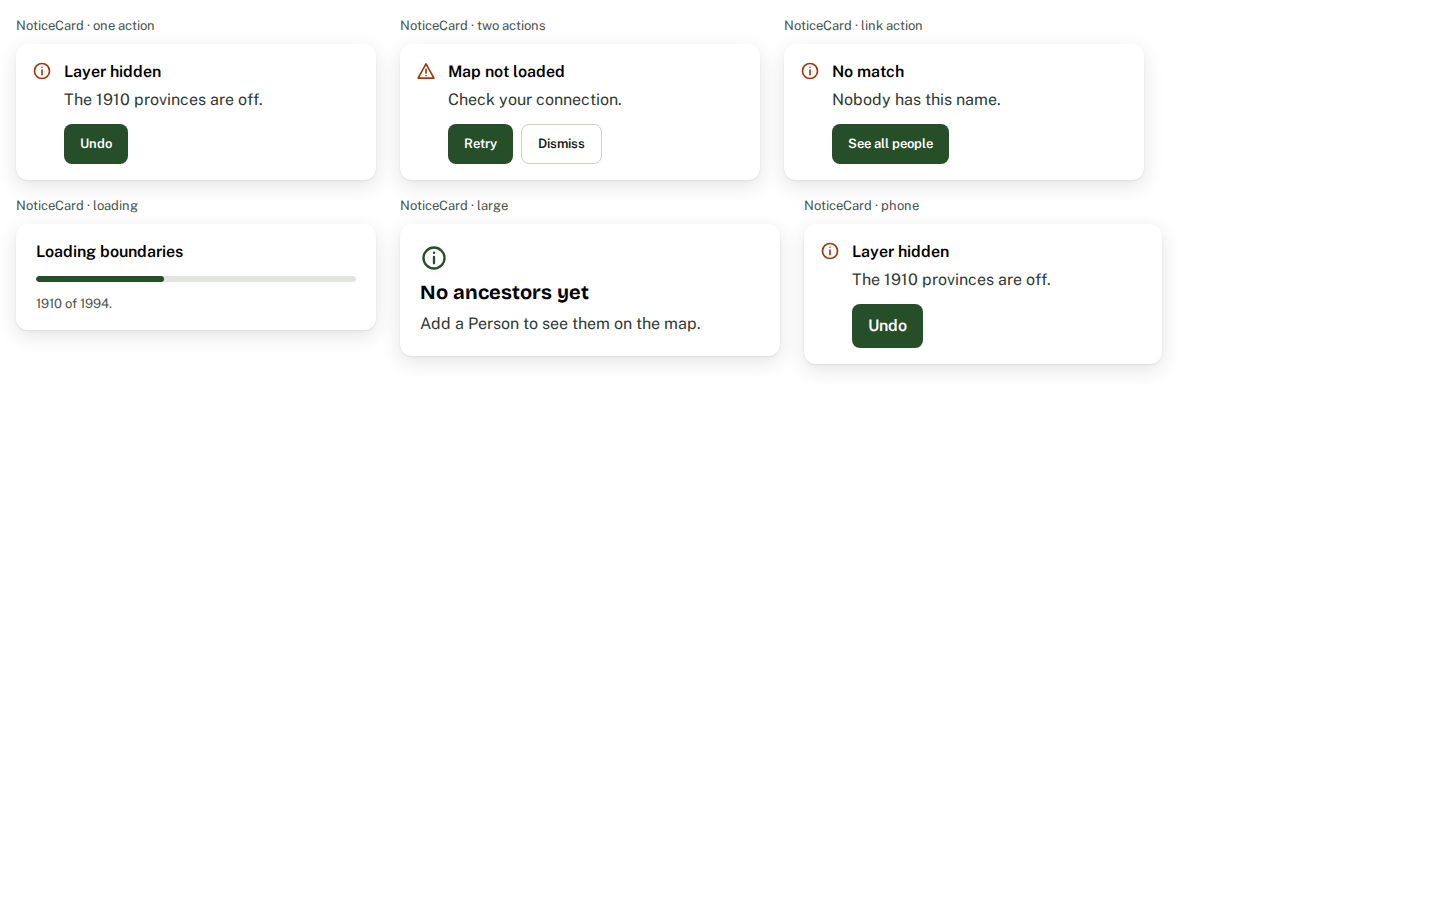 NoticeCard · one action
Layer hidden
The 1910 provinces are off.
Undo
NoticeCard · two actions
Map not loaded
Check your connection.
Retry
Dismiss
NoticeCard · link action
No match
Nobody has this name.
See all people
NoticeCard · loading
Loading boundaries
1910 of 1994.
NoticeCard · large
No ancestors yet
Add a Person to see them on the map.
NoticeCard · phone
Layer hidden
The 1910 provinces are off.
Undo